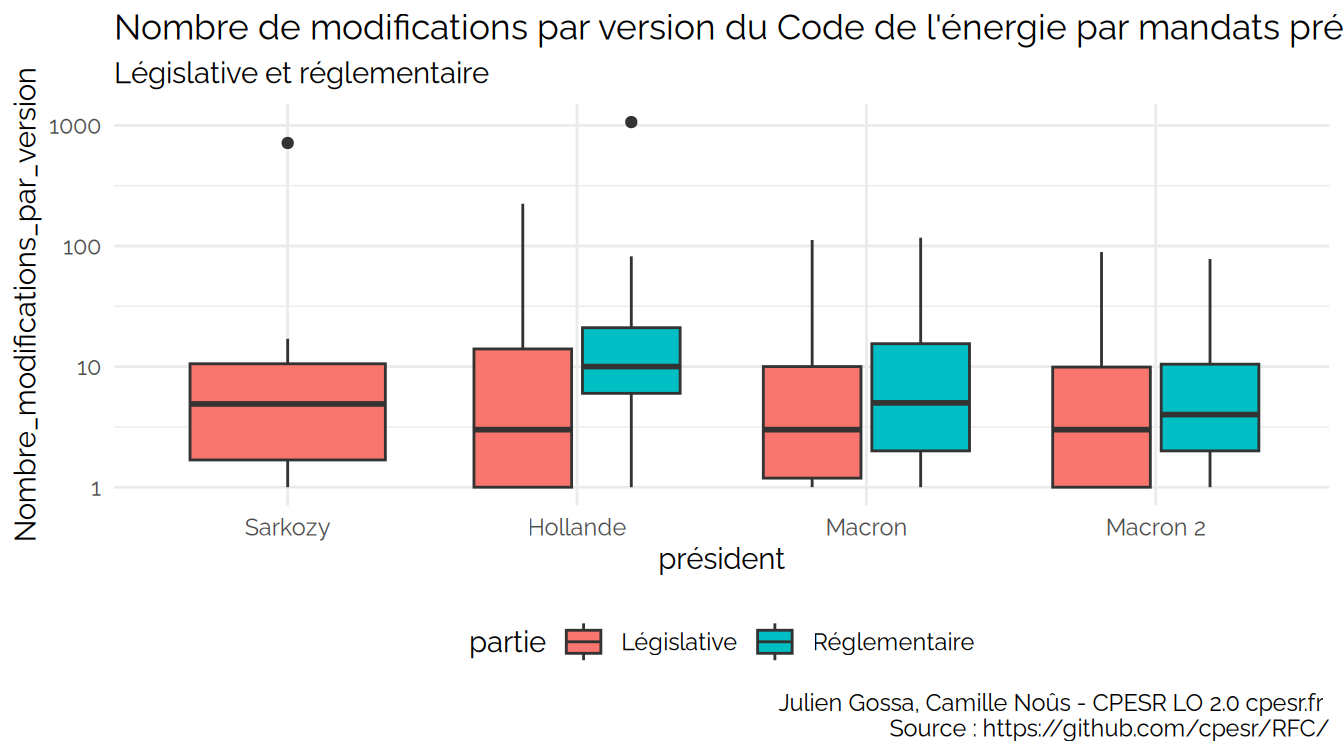 Nombre de modifications par version du Code de l'énergie par mandats pré
Législative et réglementaire
Nombre_modifications_par_version
1000
100
10
1
Sarkozy Hollande Macron Macron 2
président
partie Législative Réglementaire
Julien Gossa, Camille Noûs - CPESR LO 2.0 cpesr.fr
Source : https://github.com/cpesr/RFC/